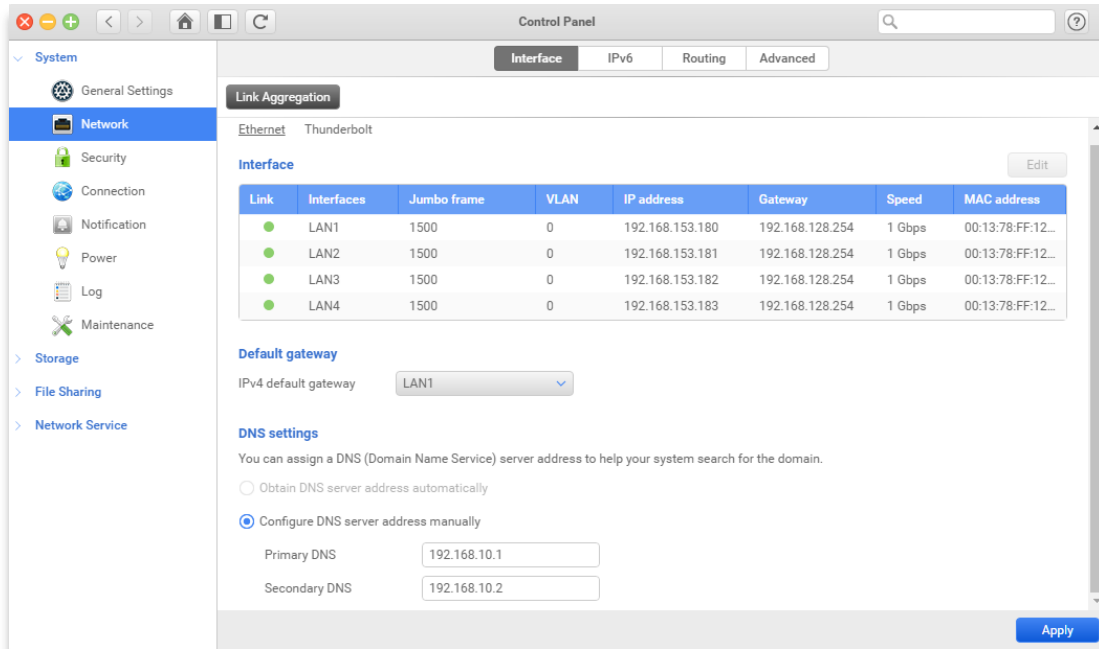 Control Panel
?
System
General Settings
Network
Security
Connection
Notification
Power
Log
Maintenance
Storage
File Sharing
Network Service
Interface IPv6 Routing Advanced
Link Aggregation
Ethernet Thunderbolt
Interface Edit
Link Interfaces Jumbo frame VLAN IP address Gateway Speed MAC address
LAN1 1500 0 192.168.153.180 192.168.128.254 1 Gbps 00:13:78:FF:12...
LAN2 1500 0 192.168.153.181 192.168.128.254 1 Gbps 00:13:78:FF:12...
LAN3 1500 0 192.168.153.182 192.168.128.254 1 Gbps 00:13:78:FF:12...
LAN4 1500 0 192.168.153.183 192.168.128.254 1 Gbps 00:13:78:FF:12...
Default gateway
IPv4 default gateway LAN1
DNS settings
You can assign a DNS (Domain Name Service) server address to help your system search for the domain.
Obtain DNS server address automatically
Configure DNS server address manually
Primary DNS 192.168.10.1
Secondary DNS 192.168.10.2
Apply